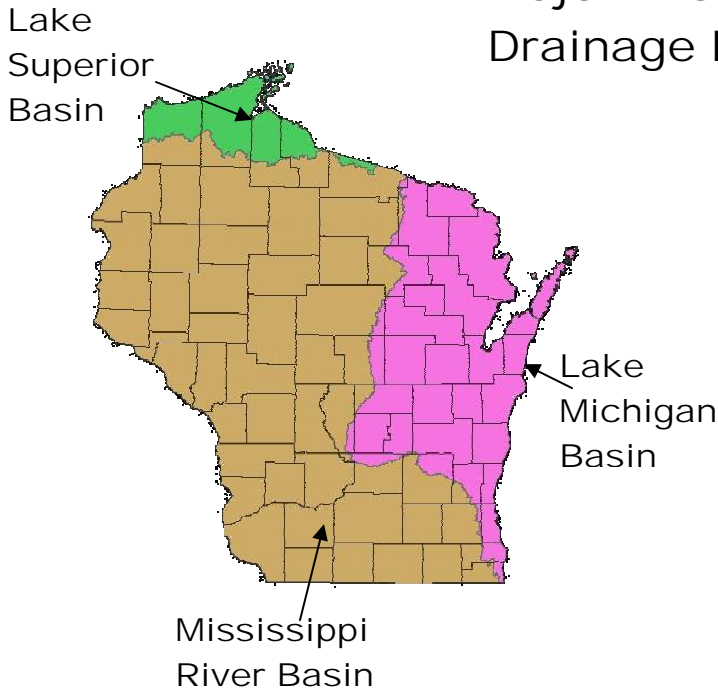 Lake
Superior
Basin
Drainage
Lake
Michigan
Basin
Mississippi
River Basin